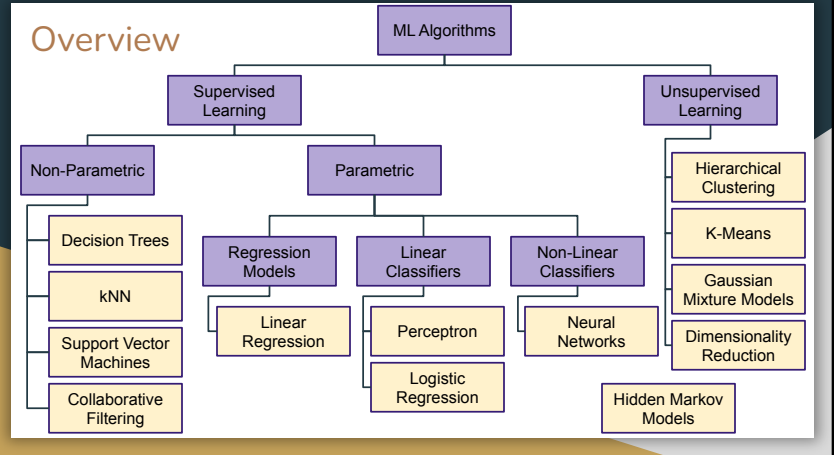 Overview
ML Algorithms
Supervised
Learning
Unsupervised
Learning
Non-Parametric
Parametric
Decision Trees
kNN
Support Vector
Machines
Collaborative
Filtering
Regression
Models
Linear
Regression
Linear
Classifiers
Perceptron
Logistic
Regression
Non-Linear
Classifiers
Neural
Networks
Hierarchical
Clustering
K-Means
Gaussian
Mixture Models
Dimensionality
Reduction
Hidden Markov
Models